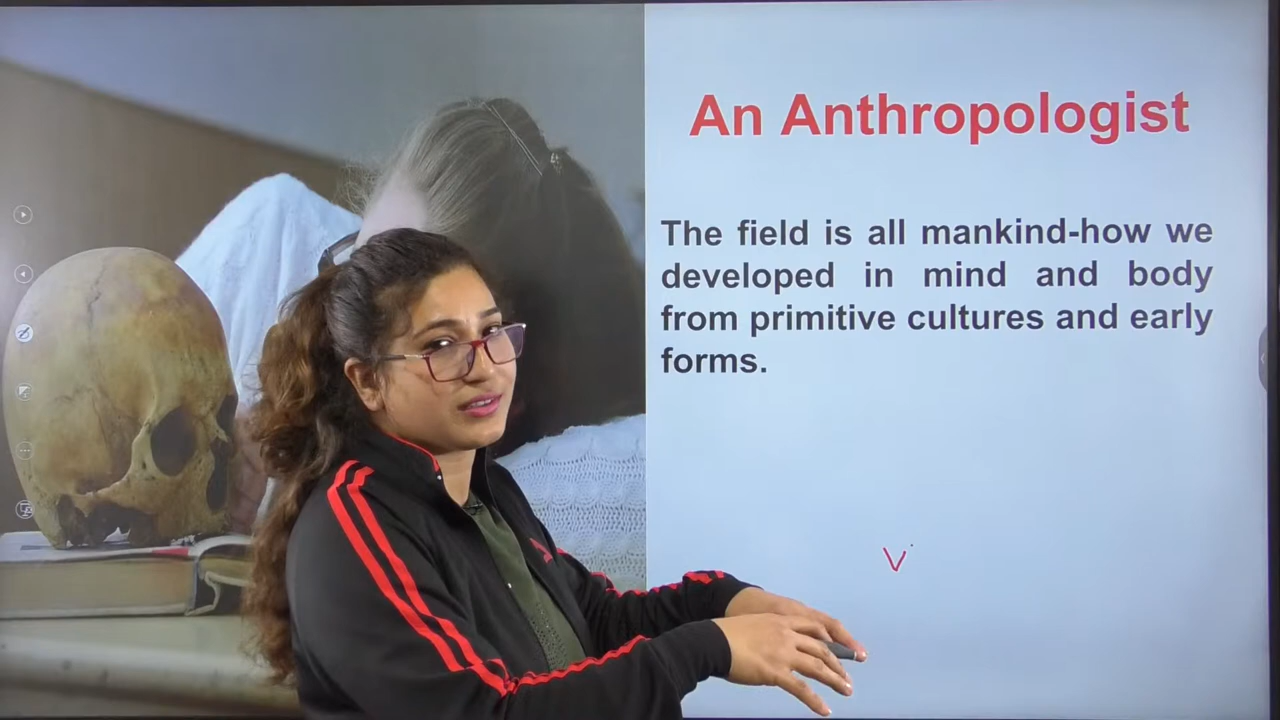 An Anthropologist
The field is all mankind-how we
developed in mind and body
from primitive cultures and early
forms.
V